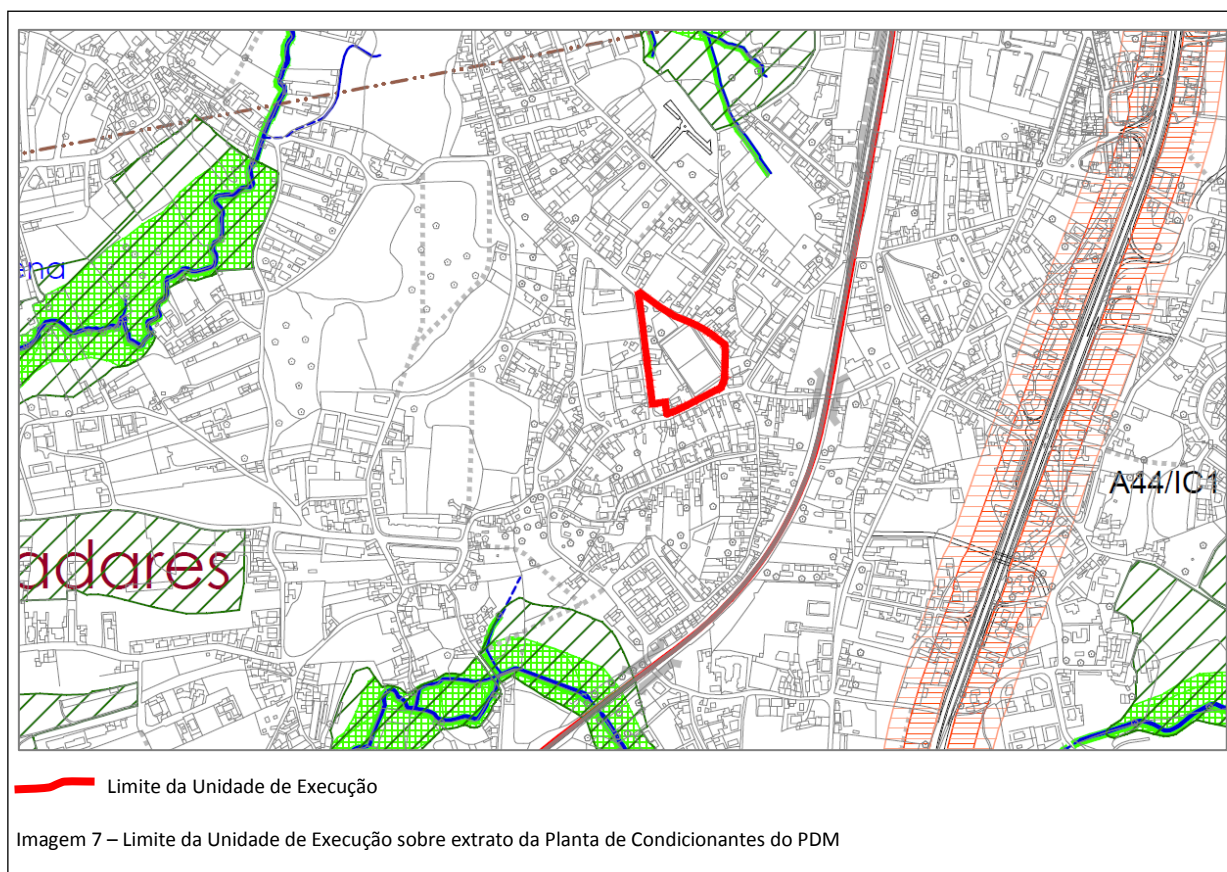 ena
A44/IC1
adares
Limite da Unidade de Execução
Imagem 7 – Limite da Unidade de Execução sobre extrato da Planta de Condicionantes do PDM